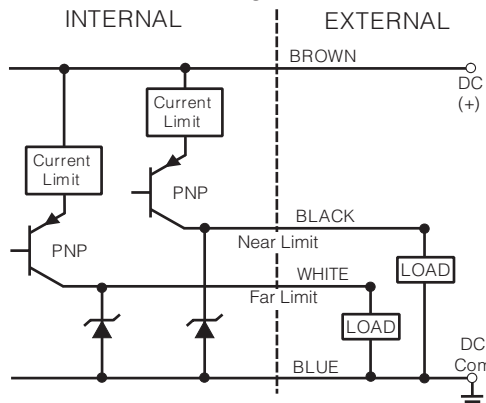 INTERNAL
EXTERNAL
BROWN
DC
(+)
Current
Limit
Current
Limit
PNP
PNP
BLACK
Near Limit
WHITE
Far Limit
LOAD
LOAD
BLUE
DC
Com